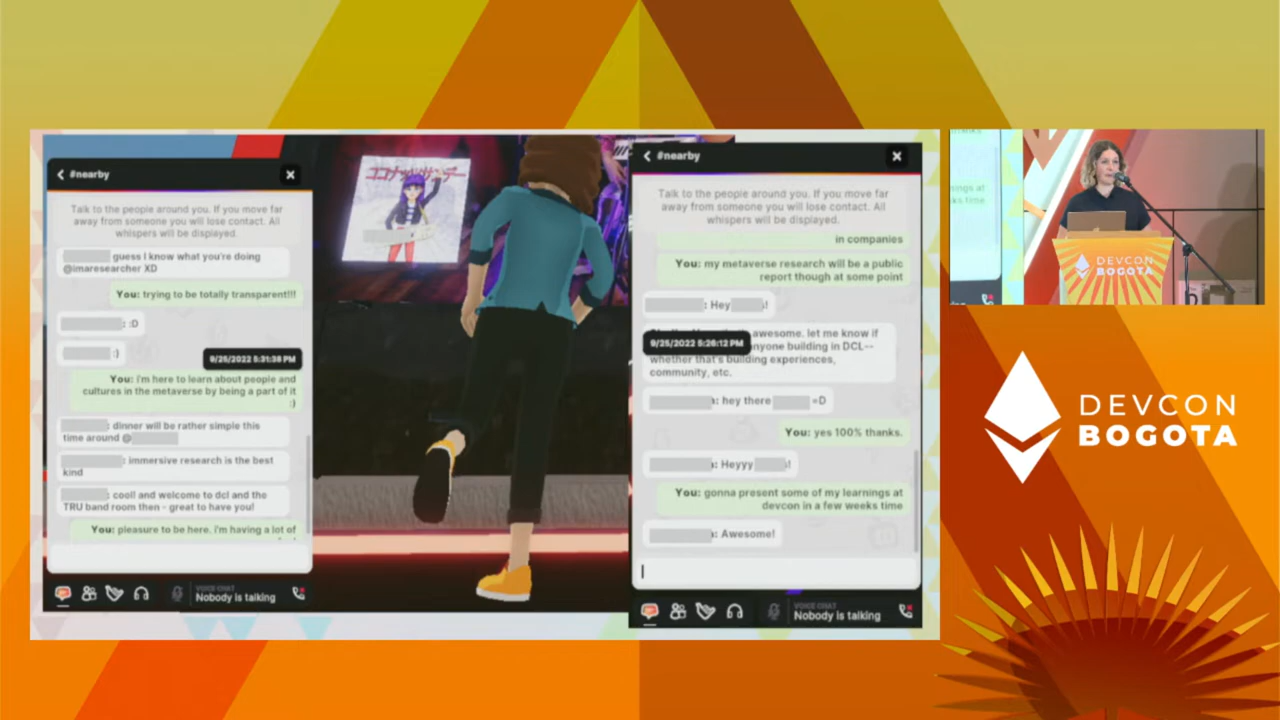 #nearby
Talk to the people around you. If you move far
away from someone you will lose contact. All
whispers will be displayed.
guess I know what you're doing
@imaresearcher XD
You: trying to be totally transparent!!!
: :D
: :)
9/25/2022 5:31:38 PM
You: i'm here to learn about people and
cultures in the metaverse by being a part of it
:)
: dinner will be rather simple this
time around @
: immersive research is the best
kind
: cool! and welcome to dcl and the
TRU band room then - great to have you!
You: pleasure to be here. i'm having a lot of
VOICE CHAT
Nobody is talking
ココナッツサンデー
#nearby
Talk to the people around you. If you move far
away from someone you will lose contact. All
whispers will be displayed.
in companies
You: my metaverse research will be a public
report though at some point
: Hey !
awesome. let me know if
9/25/2022 5:26:12 PM
anyone building in DCL--
whether that's building experiences,
community, etc.
: hey there =D
You: yes 100% thanks.
: Heyyy !
You: gonna present some of my learnings at
devcon in a few weeks time
: Awesome!
VOICE CHAT
Nobody is talking
DEVCON
BOGOTA
DEVCON
BOGOTA